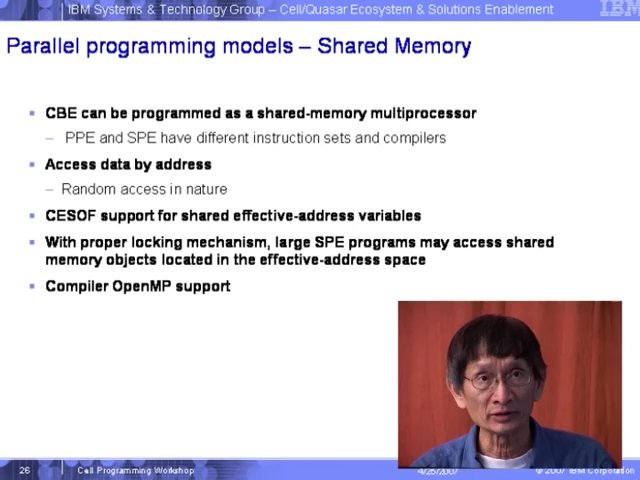 IBM Systems & Technology Group – Cell/Quasar Ecosystem & Solutions Enablement
IBM
Parallel programming models – Shared Memory
▪ CBE can be programmed as a shared-memory multiprocessor
– PPE and SPE have different instruction sets and compilers
▪ Access data by address
– Random access in nature
▪ CESOF support for shared effective-address variables
▪ With proper locking mechanism, large SPE programs may access shared
memory objects located in the effective-address space
▪ Compiler OpenMP support
26 Cell Programming Workshop 4/25/2007 © 2007 IBM Corporation